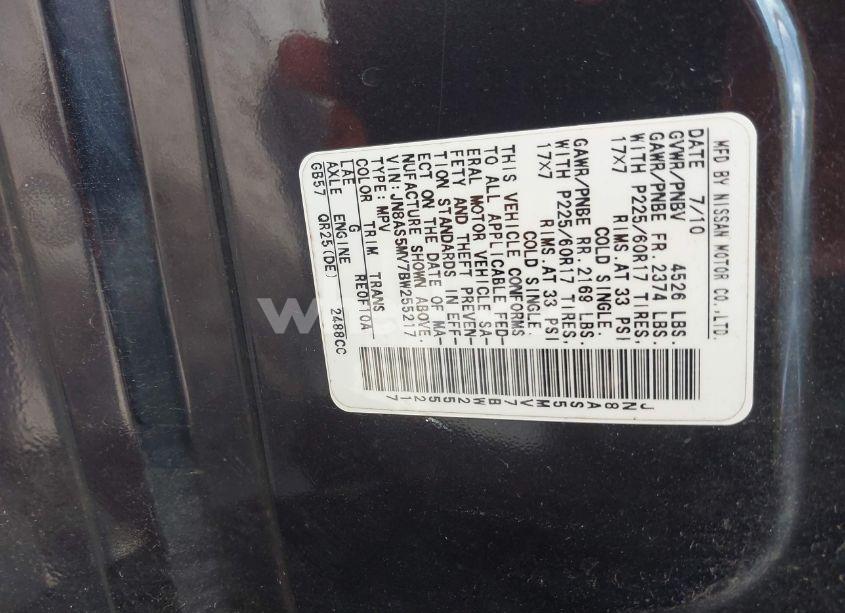 MFD BY NISSAN MOTOR CO.,LTD.
DATE 7/10
GVWR/PNBV 4526 LBS.
GAWR/PNBE FR. 2374 LBS.
WITH P225/60R17 TIRES,
17X7 RIMS.AT 33 PSI
COLD SINGLE.
GAWR/PNBE RR. 2169 LBS.
WITH P225/60R17 TIRES,
17X7 RIMS.AT 33 PSI
COLD SINGLE.
THIS VEHICLE CONFORMS
TO ALL APPLICABLE FED-
ERAL MOTOR VEHICLE SA-
FETY AND THEFT PREVEN-
TION STANDARDS IN EFF-
ECT ON THE DATE OF MA-
NUFACTURE SHOWN ABOVE.
VIN: JN8AS5MV7BW255217
TYPE: MPV
COLOR TRIM TRANS
LAE G RE0F10A
AXLE ENGINE
GB57 QR25(DE) 2488CC
JN8AS5MV7BW255217